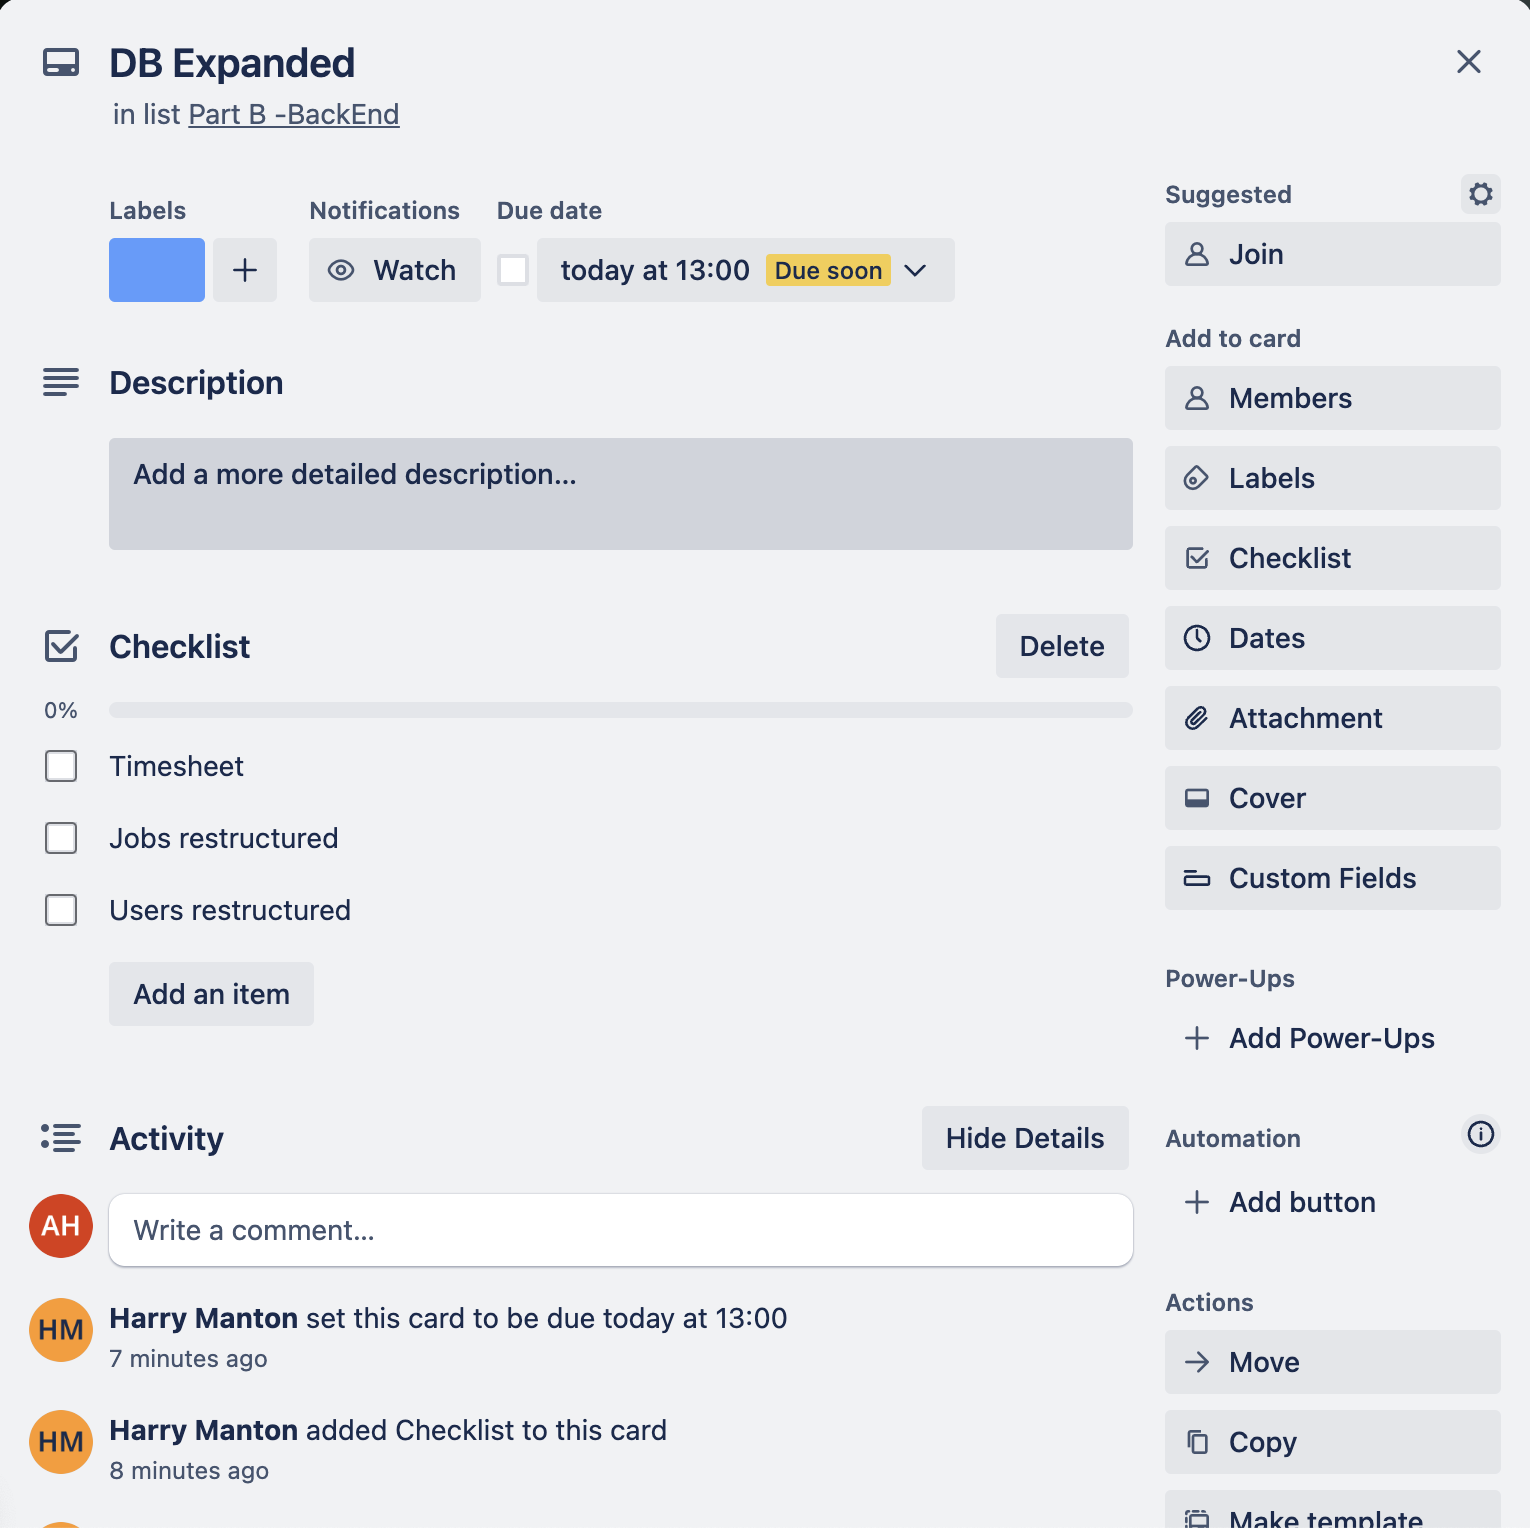 DB Expanded
in list Part B -BackEnd
Labels
Notifications
Due date
Watch
today at 13:00 Due soon
Description
Add a more detailed description...
Checklist
Delete
0%
Timesheet
Jobs restructured
Users restructured
Add an item
Activity
Hide Details
AH
Write a comment...
HM
Harry Manton set this card to be due today at 13:00
7 minutes ago
HM
Harry Manton added Checklist to this card
8 minutes ago
Suggested
Join
Add to card
Members
Labels
Checklist
Dates
Attachment
Cover
Custom Fields
Power-Ups
Add Power-Ups
Automation
Add button
Actions
Move
Copy
Make template